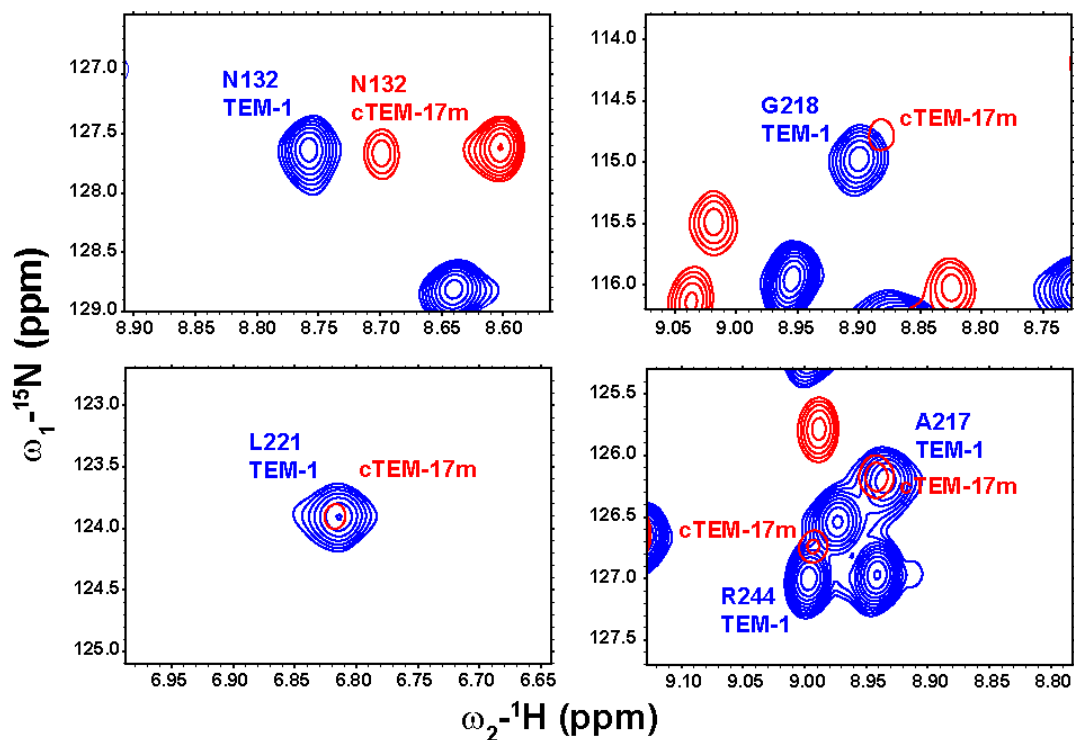 127.0
127.5
128.0
128.5
129.0
N132
TEM-1
N132
cTEM-17m
8.90 8.85 8.80 8.75 8.70 8.65 8.60
114.0
114.5
115.0
115.5
116.0
G218
TEM-1
cTEM-17m
9.05 9.00 8.95 8.90 8.85 8.80 8.75
ω1-15N (ppm)
123.0
123.5
124.0
124.5
125.0
L221
TEM-1
cTEM-17m
6.95 6.90 6.85 6.80 6.75 6.70 6.65
125.5
126.0
126.5
127.0
127.5
A217
TEM-1
cTEM-17m
cTEM-17m
R244
TEM-1
9.10 9.05 9.00 8.95 8.90 8.85 8.80
ω2-1H (ppm)